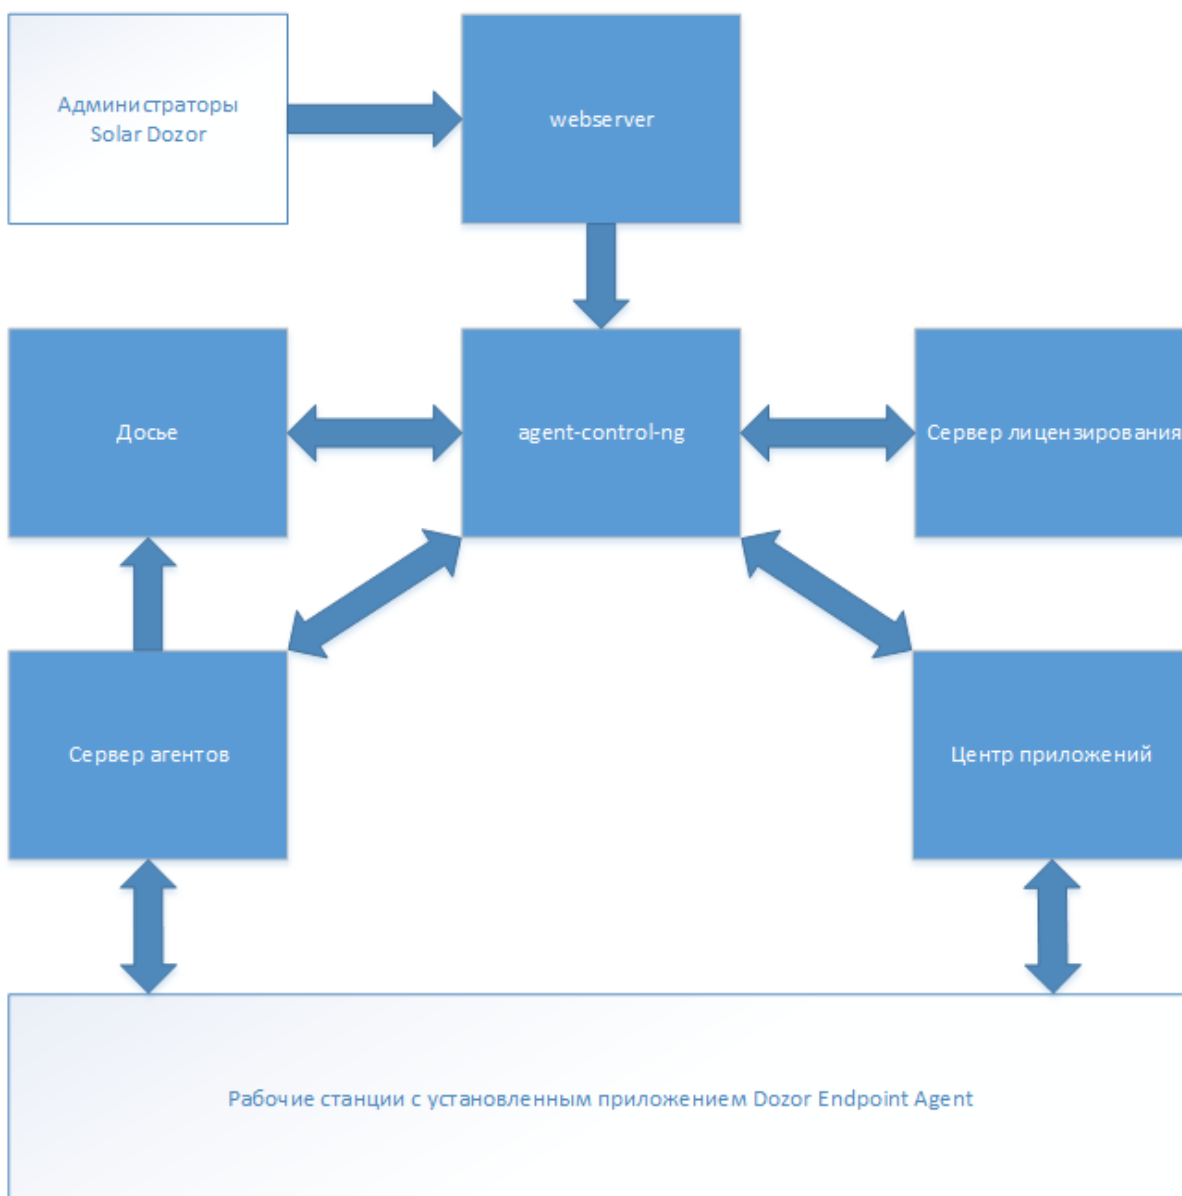 Администраторы
Solar Dozor
webserver
Досье
agent-control-ng
Сервер лицензирования
Сервер агентов
Центр приложений
Рабочие станции с установленным приложением Dozor Endpoint Agent